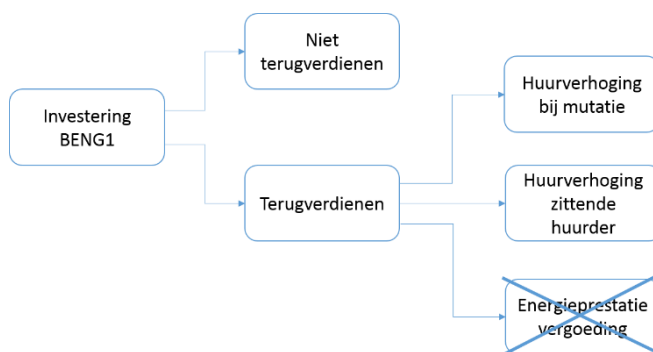 Niet
terugverdienen
Investering
BENG1
Terugverdienen
Huurverhoging
bij mutatie
Huurverhoging
zittende
huurder
Energieprestatie
vergoeding